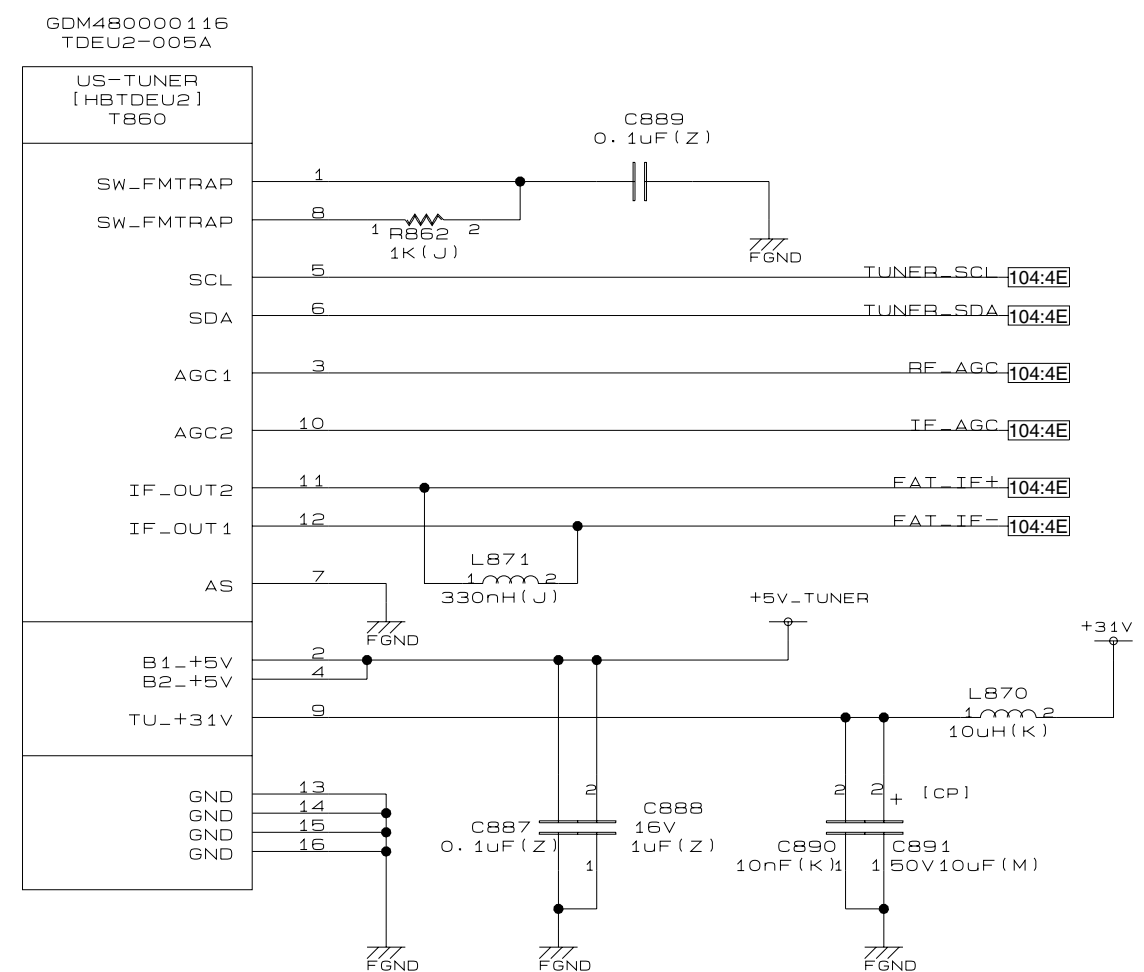 GDM480000116
TDEU2-005A
US-TUNER
[HBTDEU2]
T860
C889
0.1uF(Z)
SW_FMTRAP 1
SW_FMTRAP 8
1 R862 2
1K(J)
FGND
SCL 5 TUNER_SCL 104:4E
SDA 6 TUNER_SDA 104:4E
AGC1 3 RF_AGC 104:4E
AGC2 10 IF_AGC 104:4E
IF_OUT2 11 FAT_IF+ 104:4E
IF_OUT1 12 FAT_IF- 104:4E
L871
1 2
330nH(J)
AS 7
FGND
+5V_TUNER
+31V
B1_+5V 2
B2_+5V 4
TU_+31V 9
L870
1 2
10uH(K)
GND 13
GND 14
GND 15
GND 16
2
C887
0.1uF(Z)
C888
16V
1uF(Z)
1
2 2 + [CP]
C890
10nF(K)
1
C891
1 50V10uF(M)
FGND
FGND
FGND